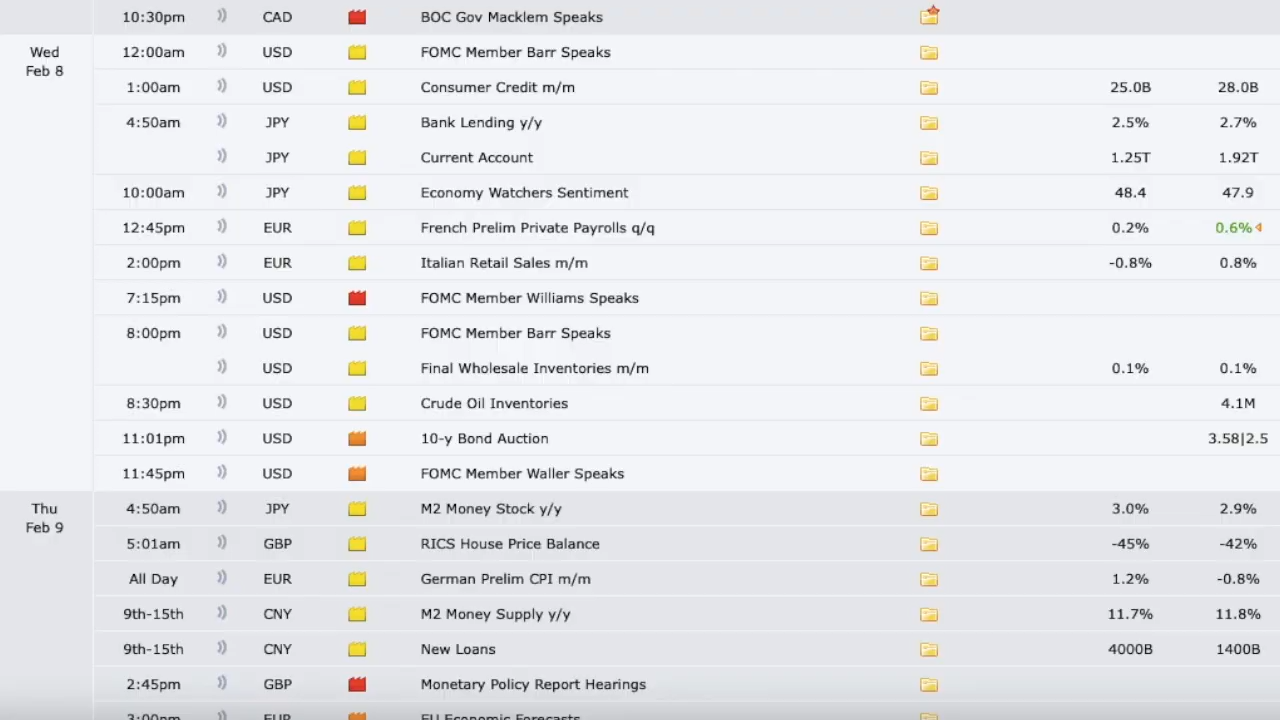 10:30pm CAD BOC Gov Macklem Speaks
Wed Feb 8 12:00am USD FOMC Member Barr Speaks
1:00am USD Consumer Credit m/m 25.0B 28.0B
4:50am JPY Bank Lending y/y 2.5% 2.7%
JPY Current Account 1.25T 1.92T
10:00am JPY Economy Watchers Sentiment 48.4 47.9
12:45pm EUR French Prelim Private Payrolls q/q 0.2% 0.6%
2:00pm EUR Italian Retail Sales m/m -0.8% 0.8%
7:15pm USD FOMC Member Williams Speaks
8:00pm USD FOMC Member Barr Speaks
USD Final Wholesale Inventories m/m 0.1% 0.1%
8:30pm USD Crude Oil Inventories 4.1M
11:01pm USD 10-y Bond Auction 3.58|2.5
11:45pm USD FOMC Member Waller Speaks
Thu Feb 9 4:50am JPY M2 Money Stock y/y 3.0% 2.9%
5:01am GBP RICS House Price Balance -45% -42%
All Day EUR German Prelim CPI m/m 1.2% -0.8%
9th-15th CNY M2 Money Supply y/y 11.7% 11.8%
9th-15th CNY New Loans 4000B 1400B
2:45pm GBP Monetary Policy Report Hearings
3:00pm EUR EU Economic Forecasts